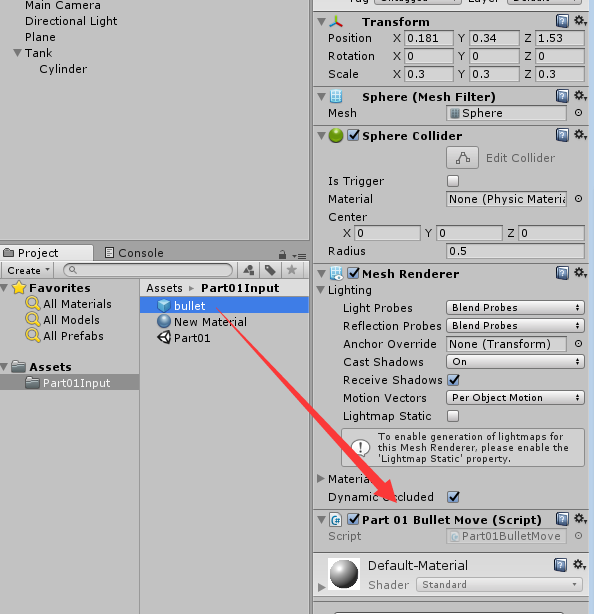 Main Camera
Directional Light
Plane
Tank
Cylinder
Project
Console
Create
Favorites
All Materials
All Models
All Prefabs
Assets
Part01Input
Assets Part01Input
bullet
New Material
Part01
Transform
Position X 0.181 Y 0.34 Z 1.53
Rotation X 0 Y 0 Z 0
Scale X 0.3 Y 0.3 Z 0.3
Sphere (Mesh Filter)
Mesh Sphere
Sphere Collider
Edit Collider
Is Trigger
Material None (Physic Materia
Center
X 0 Y 0 Z 0
Radius 0.5
Mesh Renderer
Lighting
Light Probes Blend Probes
Reflection Probes Blend Probes
Anchor Override None (Transform)
Cast Shadows On
Receive Shadows
Motion Vectors Per Object Motion
Lightmap Static
To enable generation of lightmaps for
this Mesh Renderer, please enable the
'Lightmap Static' property.
Dynamic Occluded
Part 01 Bullet Move (Script)
Script Part01BulletMove
Default-Material
Shader Standard